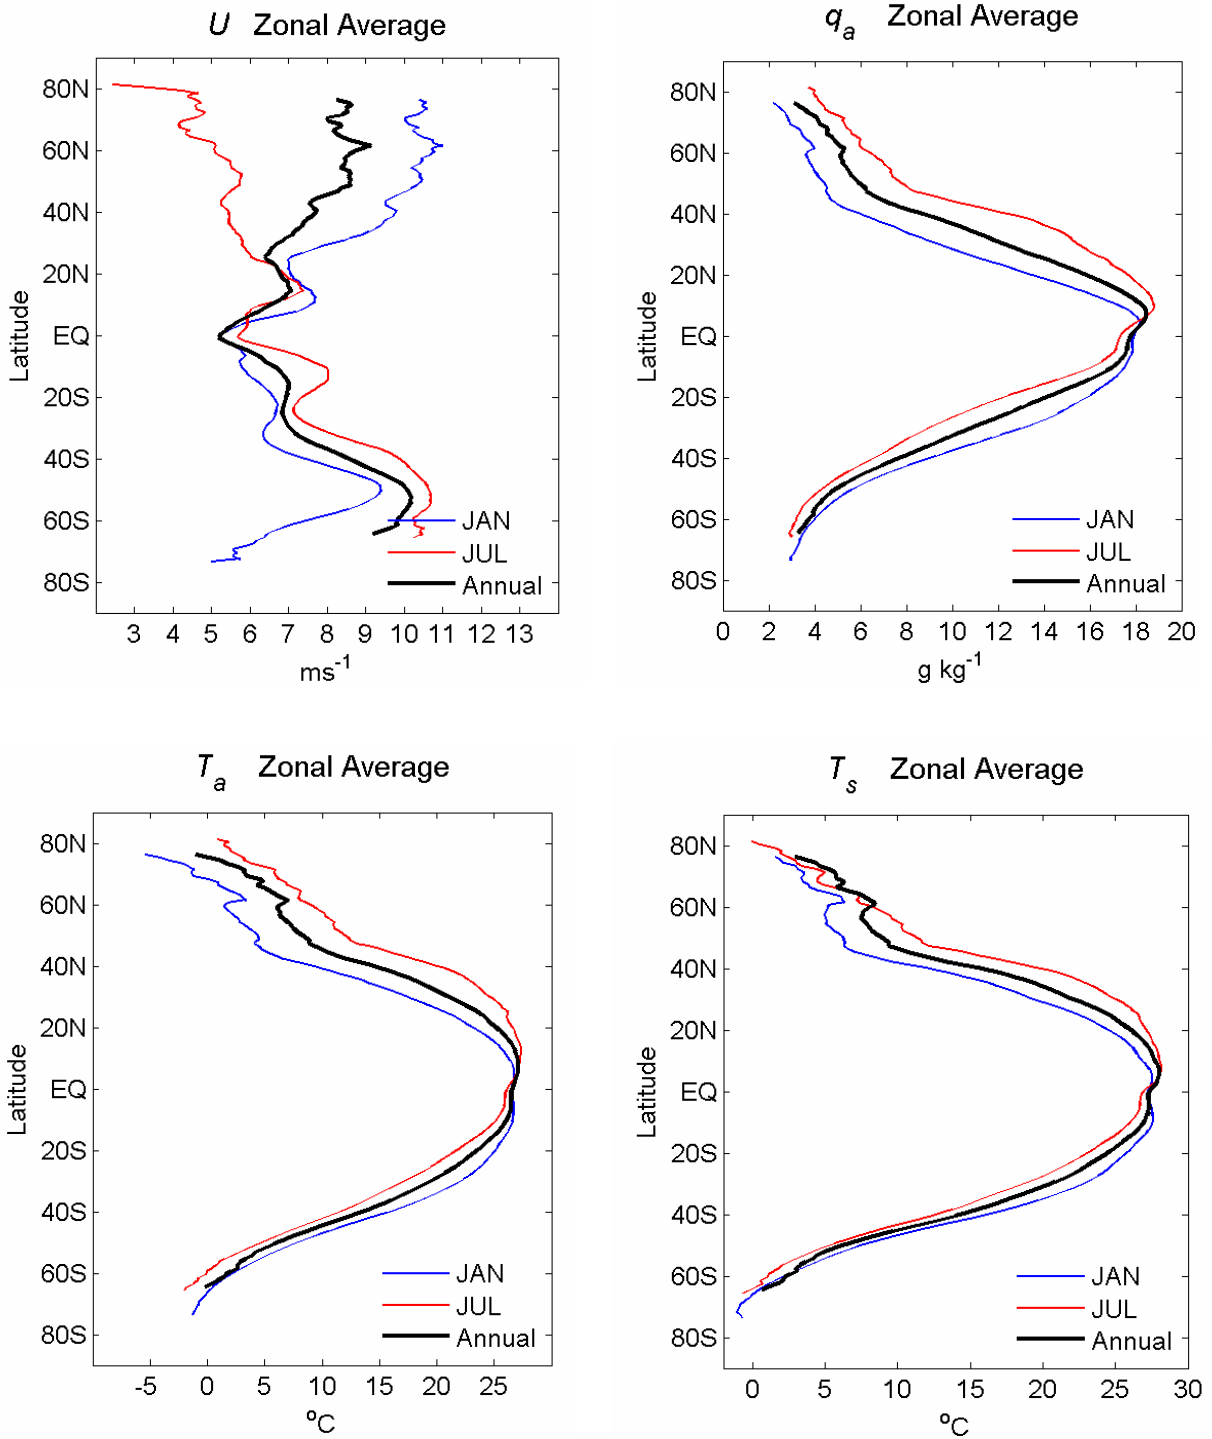 U Zonal Average
80N
60N
40N
20N
EQ
20S
40S
60S
80S
Latitude
JAN
JUL
Annual
3 4 5 6 7 8 9 10 11 12 13
ms-1
qa Zonal Average
80N
60N
40N
20N
EQ
20S
40S
60S
80S
Latitude
JAN
JUL
Annual
0 2 4 6 8 10 12 14 16 18 20
g kg-1
Ta Zonal Average
80N
60N
40N
20N
EQ
20S
40S
60S
80S
Latitude
JAN
JUL
Annual
-5 0 5 10 15 20 25
ºC
Ts Zonal Average
80N
60N
40N
20N
EQ
20S
40S
60S
80S
Latitude
JAN
JUL
Annual
0 5 10 15 20 25 30
ºC